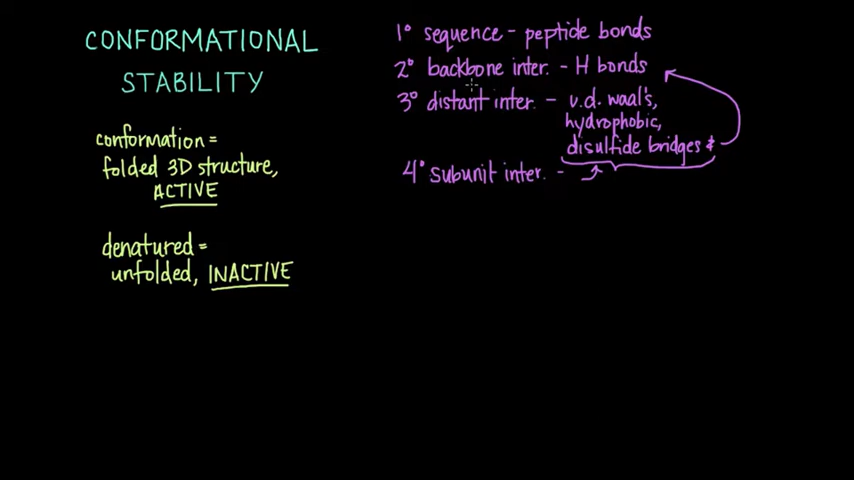 CONFORMATIONAL
STABILITY
conformation =
folded 3D structure,
ACTIVE
denatured =
unfolded, INACTIVE
1° sequence - peptide bonds
2° backbone inter. - H bonds
3° distant inter. - v.d. waal's,
hydrophobic,
disulfide bridges &
4° subunit inter. -